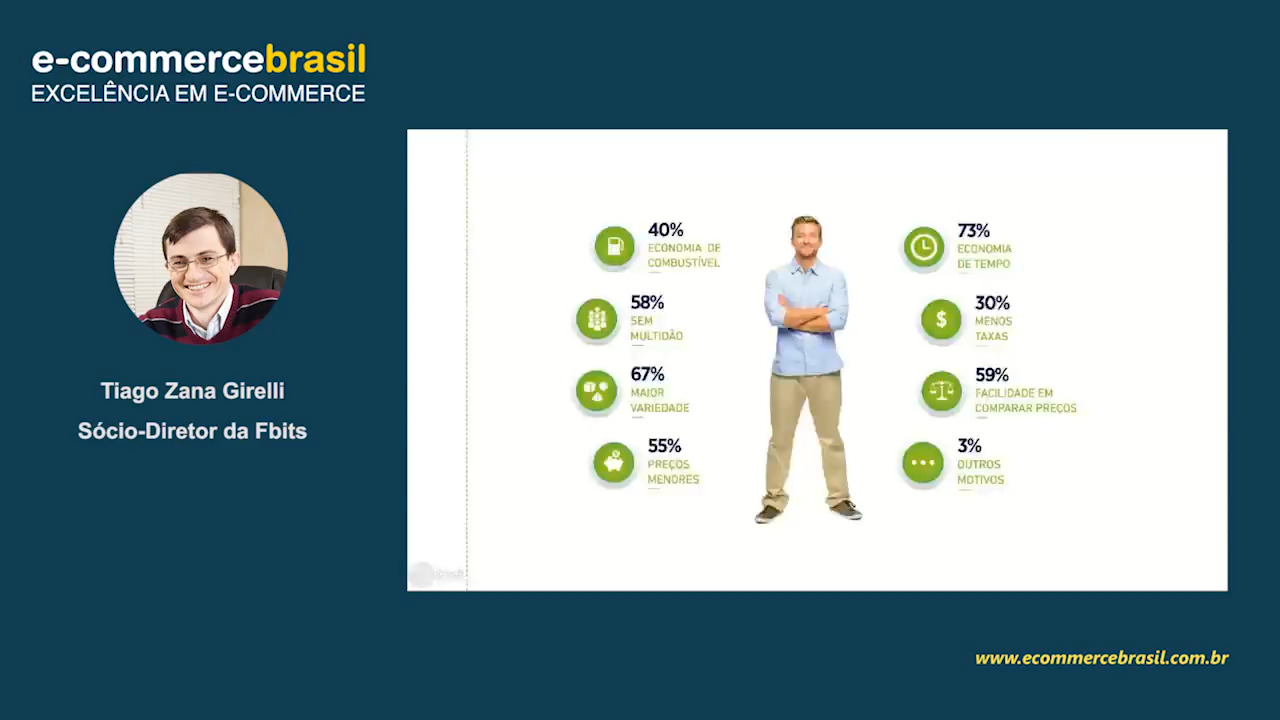 e-commercebrasil
EXCELÊNCIA EM E-COMMERCE
Tiago Zana Girelli
Sócio-Diretor da Fbits
40%
ECONOMIA DE
COMBUSTÍVEL
58%
SEM
MULTIDÃO
67%
MAIOR
VARIEDADE
55%
PREÇOS
MENORES
73%
ECONOMIA
DE TEMPO
30%
MENOS
TAXAS
$
59%
FACILIDADE EM
COMPARAR PREÇOS
3%
OUTROS
MOTIVOS
www.ecommercebrasil.com.br